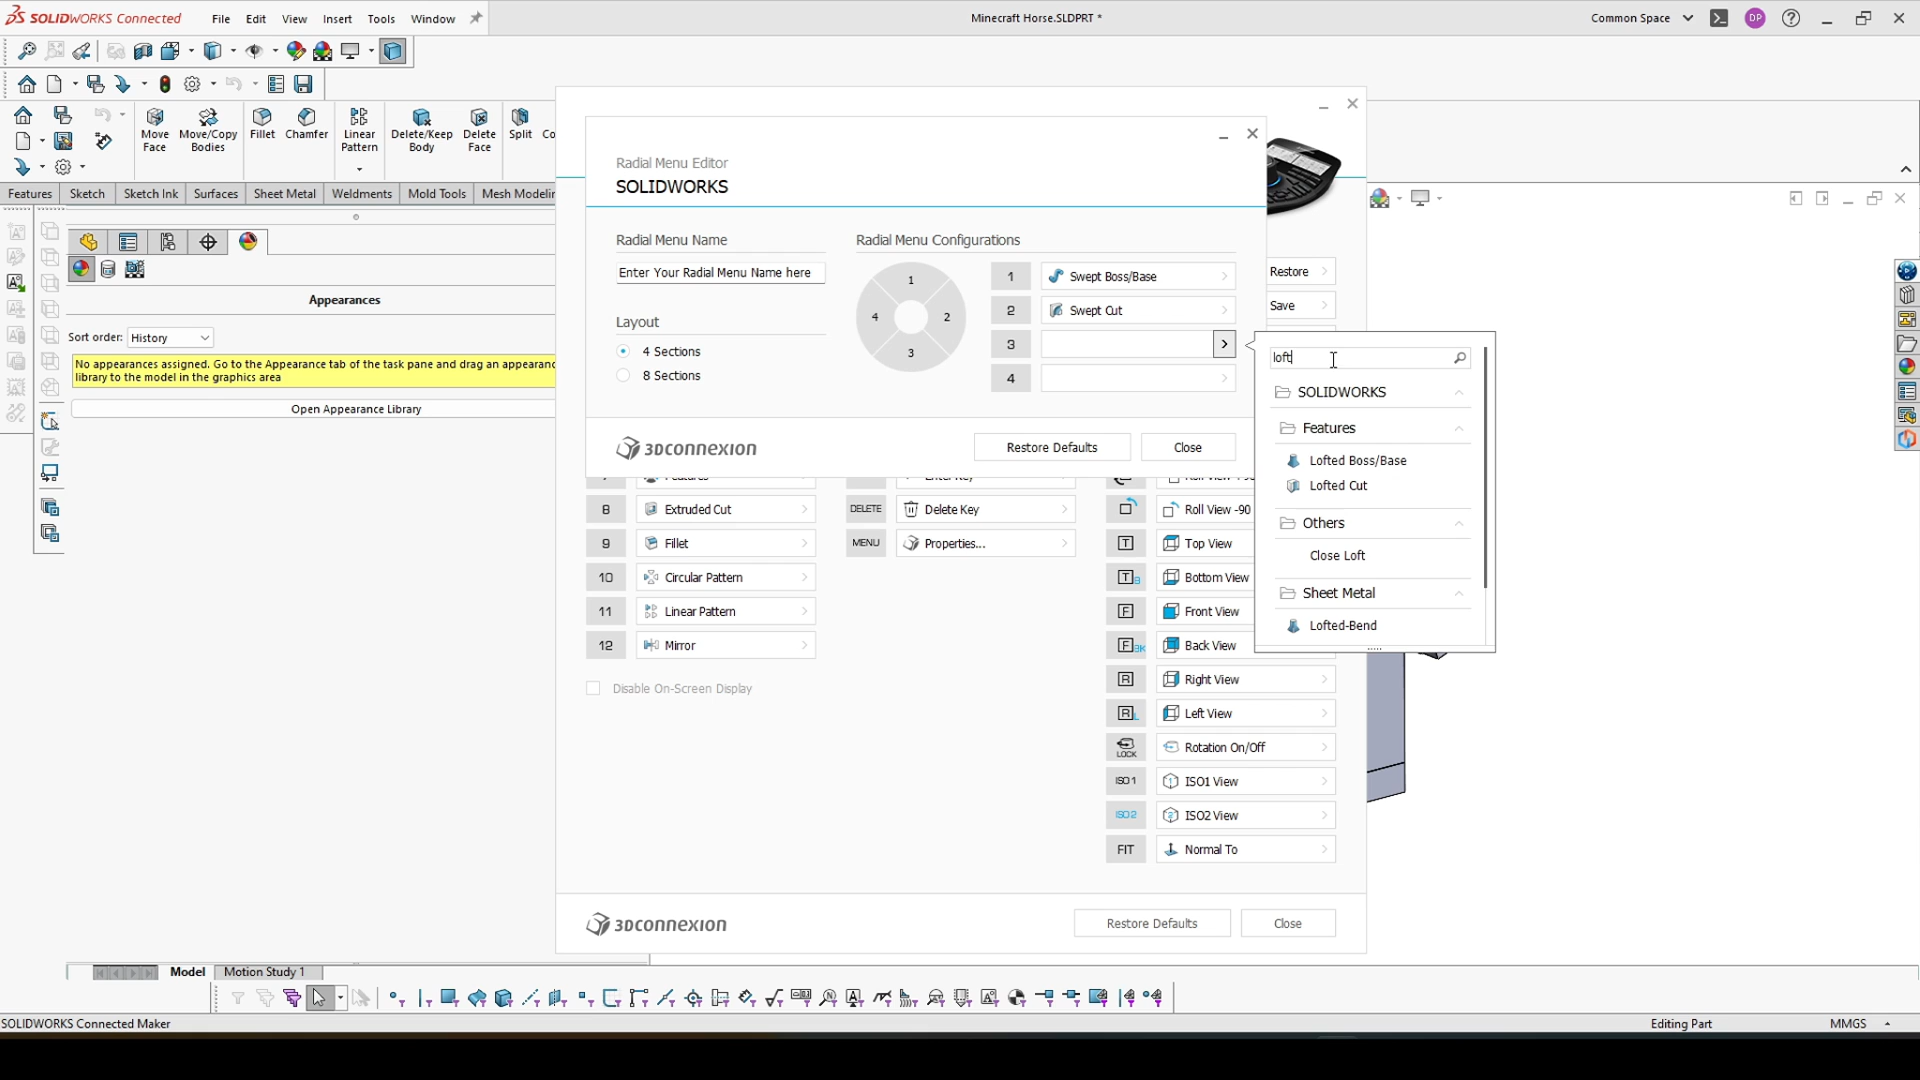 SOLIDWORKS Connected
File Edit View Insert Tools Window
Minecraft Horse.SLDPRT *
Common Space
DP
Move Face
Move/Copy Bodies
Fillet
Chamfer
Linear Pattern
Delete/Keep Body
Delete Face
Split
Co
Features Sketch Sketch Ink Surfaces Sheet Metal Weldments Mold Tools Mesh Modelin
Appearances
Sort order: History
No appearances assigned. Go to the Appearance tab of the task pane and drag an appearanc
library to the model in the graphics area
Open Appearance Library
Radial Menu Editor
SOLIDWORKS
Radial Menu Name
Enter Your Radial Menu Name here
Layout
4 Sections
8 Sections
Radial Menu Configurations
1
4 2
3
1 Swept Boss/Base
2 Swept Cut
3
4
3Dconnexion
Restore Defaults
Close
Restore
Save
loft
SOLIDWORKS
Features
Lofted Boss/Base
Lofted Cut
Others
Close Loft
Sheet Metal
Lofted-Bend
8 Extruded Cut
9 Fillet
10 Circular Pattern
11 Linear Pattern
12 Mirror
Disable On-Screen Display
DELETE Delete Key
MENU Properties...
Roll View -90
T Top View
T B Bottom View
F Front View
F BK Back View
R Right View
R L Left View
LOCK Rotation On/Off
ISO1 ISO1 View
ISO2 ISO2 View
FIT Normal To
3Dconnexion
Restore Defaults
Close
Model Motion Study 1
SOLIDWORKS Connected Maker
Editing Part
MMGS